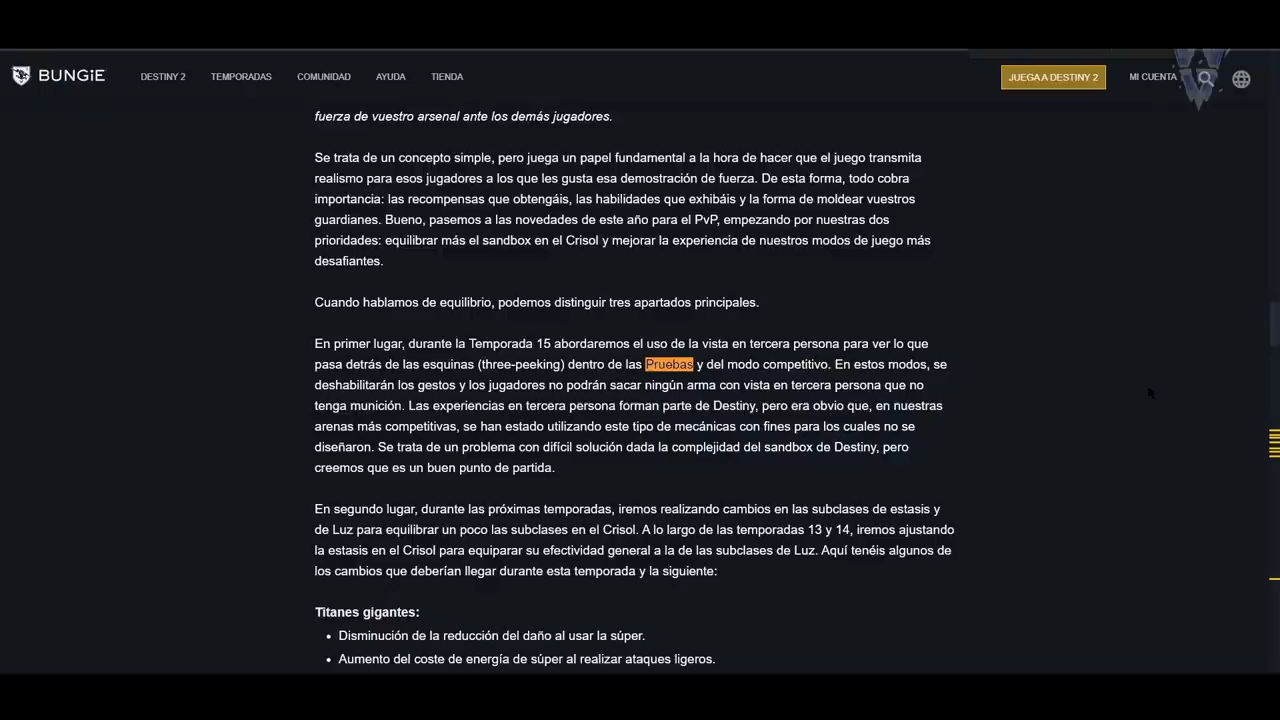 BUNGiE DESTINY 2 TEMPORADAS COMUNIDAD AYUDA TIENDA JUEGA A DESTINY 2 MI CUENTA
fuerza de vuestro arsenal ante los demás jugadores.
Se trata de un concepto simple, pero juega un papel fundamental a la hora de hacer que el juego transmita
realismo para esos jugadores a los que les gusta esa demostración de fuerza. De esta forma, todo cobra
importancia: las recompensas que obtengáis, las habilidades que exhibáis y la forma de moldear vuestros
guardianes. Bueno, pasemos a las novedades de este año para el PvP, empezando por nuestras dos
prioridades: equilibrar más el sandbox en el Crisol y mejorar la experiencia de nuestros modos de juego más
desafiantes.
Cuando hablamos de equilibrio, podemos distinguir tres apartados principales.
En primer lugar, durante la Temporada 15 abordaremos el uso de la vista en tercera persona para ver lo que
pasa detrás de las esquinas (three-peeking) dentro de las Pruebas y del modo competitivo. En estos modos, se
deshabilitarán los gestos y los jugadores no podrán sacar ningún arma con vista en tercera persona que no
tenga munición. Las experiencias en tercera persona forman parte de Destiny, pero era obvio que, en nuestras
arenas más competitivas, se han estado utilizando este tipo de mecánicas con fines para los cuales no se
diseñaron. Se trata de un problema con difícil solución dada la complejidad del sandbox de Destiny, pero
creemos que es un buen punto de partida.
En segundo lugar, durante las próximas temporadas, iremos realizando cambios en las subclases de estasis y
de Luz para equilibrar un poco las subclases en el Crisol. A lo largo de las temporadas 13 y 14, iremos ajustando
la estasis en el Crisol para equiparar su efectividad general a la de las subclases de Luz. Aquí tenéis algunos de
los cambios que deberían llegar durante esta temporada y la siguiente:
Titanes gigantes:
• Disminución de la reducción del daño al usar la súper.
• Aumento del coste de energía de súper al realizar ataques ligeros.